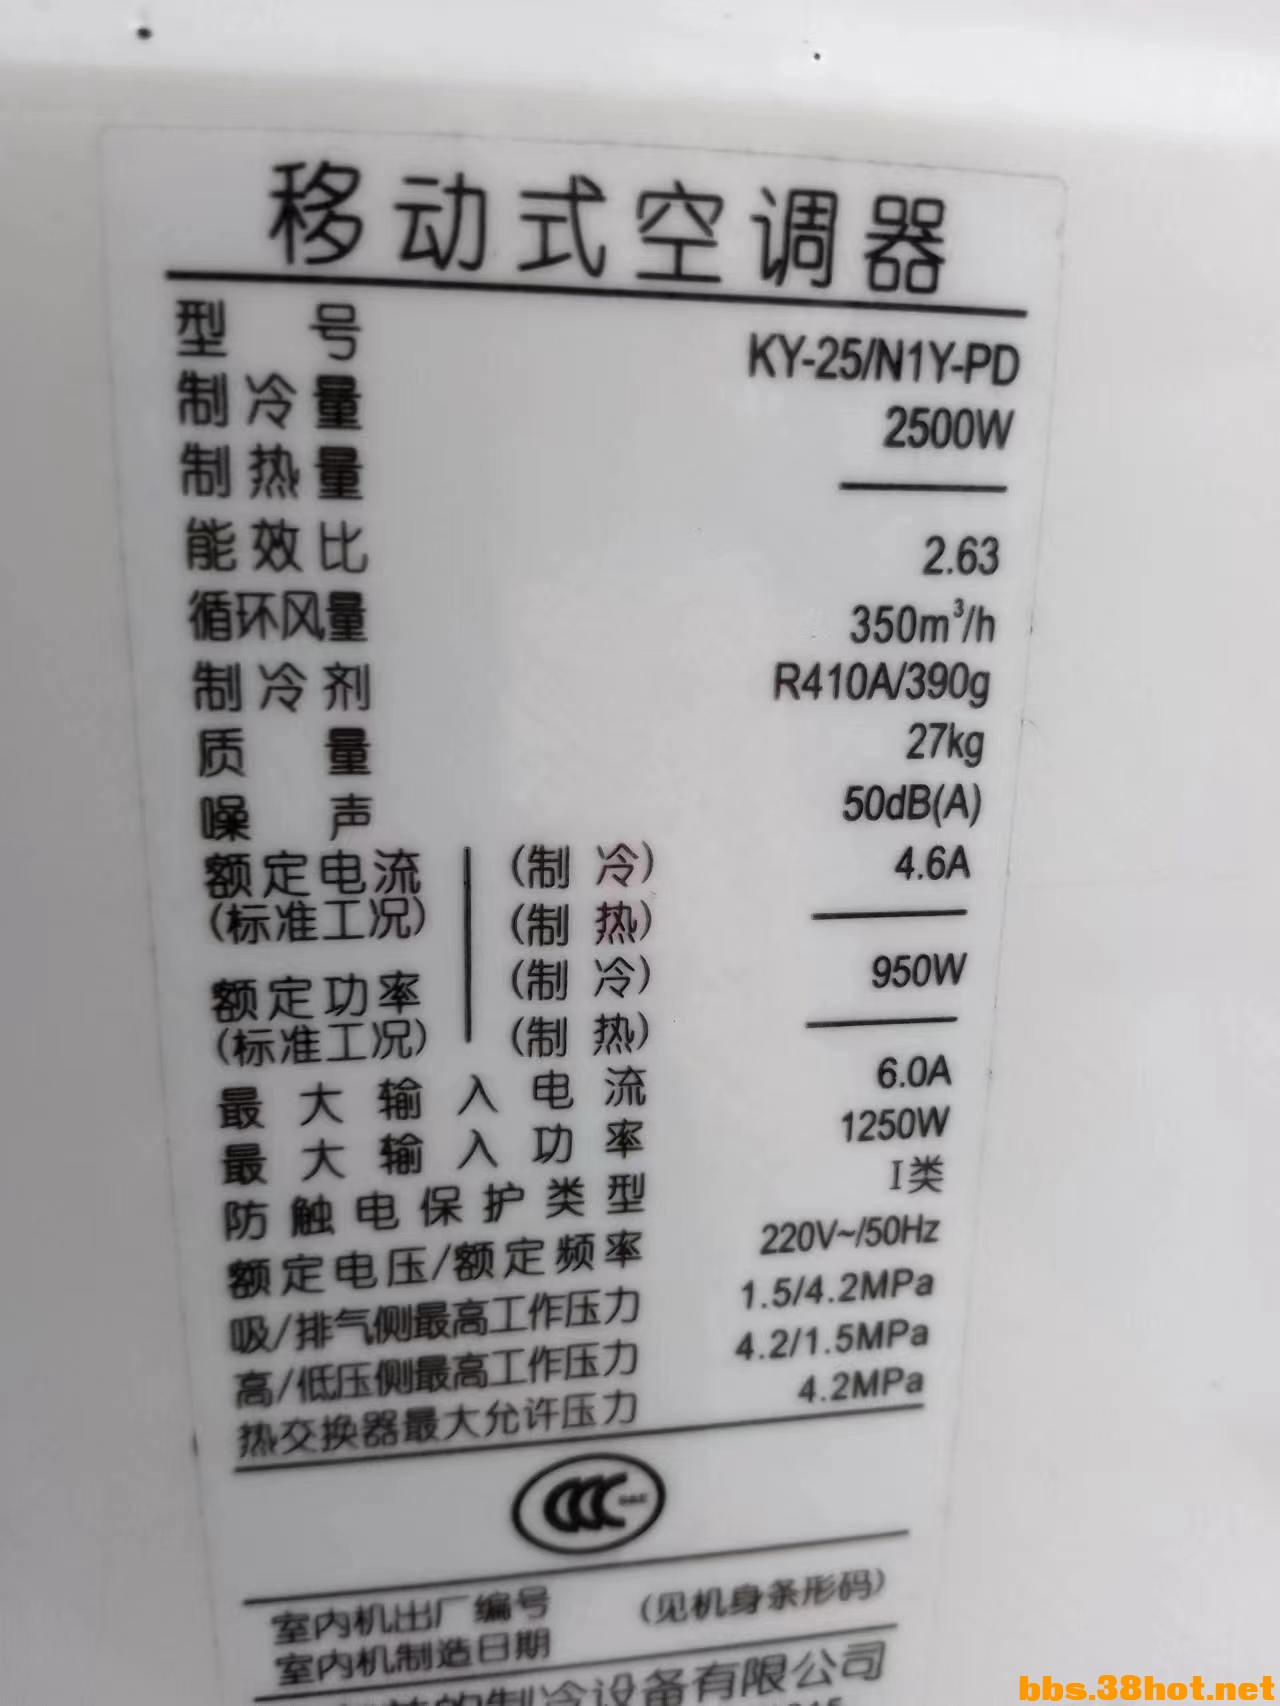 移动式空调器
型号 KY-25/N1Y-PD
制冷量 2500W
制热量 ——
能效比 2.63
循环风量 350m³/h
制冷剂 R410A/390g
质量 27kg
噪声 50dB(A)
额定电流 (制冷) 4.6A
(标准工况) (制热) ——
额定功率 (制冷) 950W
(标准工况) (制热) ——
最大输入电流 6.0A
最大输入功率 1250W
防触电保护类型 I类
额定电压/额定频率 220V~/50Hz
吸/排气侧最高工作压力 1.5/4.2MPa
高/低压侧最高工作压力 4.2/1.5MPa
热交换器最大允许压力 4.2MPa
CCC
室内机出厂编号 (见机身条形码)
室内机制造日期
制冷设备有限公司
bbs.38hot.net